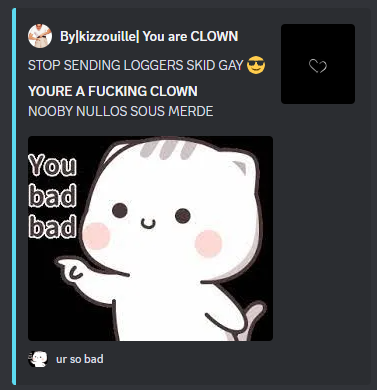 By|kizzouille| You are CLOWN
STOP SENDING LOGGERS SKID GAY 😎
YOURE A FUCKING CLOWN
NOOBY NULLOS SOUS MERDE
You
bad
bad
ur so bad